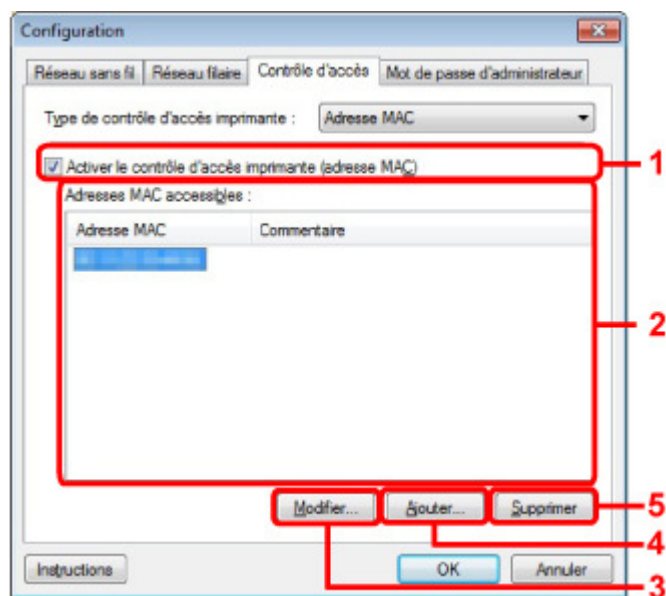 Configuration
Réseau sans fil Réseau filaire Contrôle d'accès Mot de passe d'administrateur
Type de contrôle d'accès imprimante : Adresse MAC
Activer le contrôle d'accès imprimante (adresse MAC) 1
Adresses MAC accessibles :
Adresse MAC Commentaire
2
Modifier... Ajouter... Supprimer 5
4
Instructions OK Annuler
3